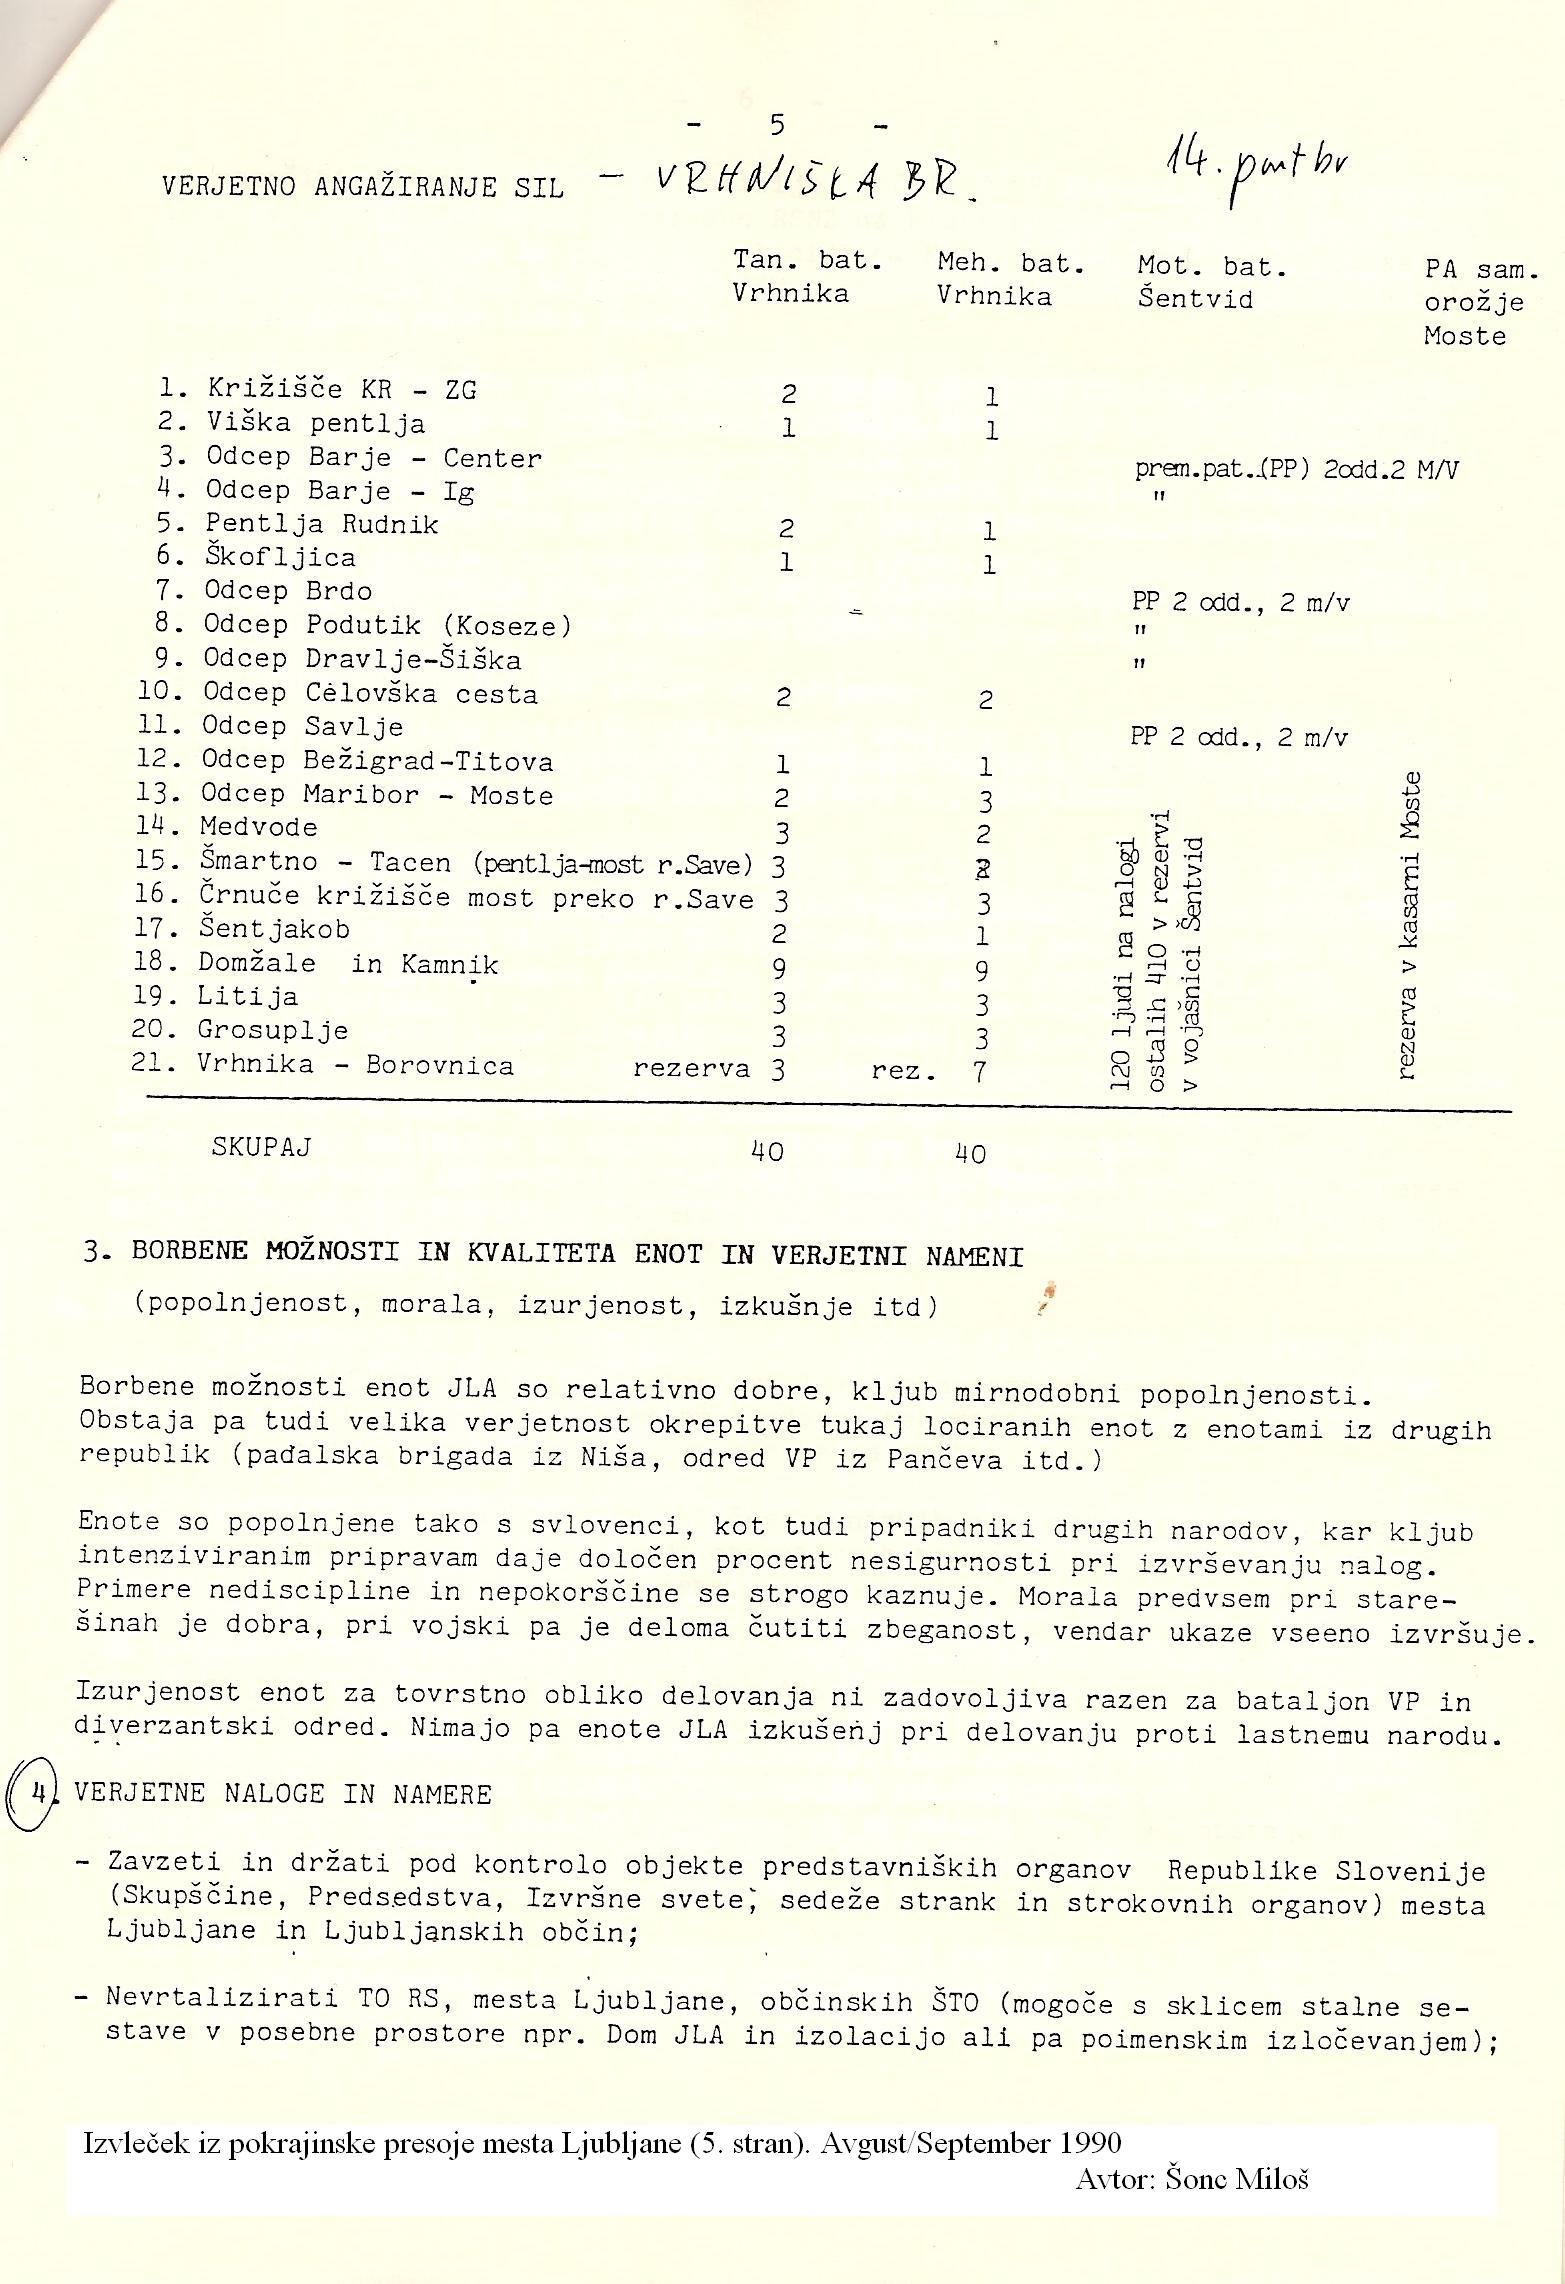 - 5 -
VERJETNO ANGAŽIRANJE SIL - VRHNIŠKA BR. 14. pmtbr
Tan. bat. Meh. bat. Mot. bat. PA sam.
Vrhnika Vrhnika Šentvid orožje
Moste
1. Križišče KR - ZG 2 1
2. Viška pentlja 1 1
3. Odcep Barje - Center prem.pat.(PP) 2odd.2 M/V
4. Odcep Barje - Ig "
5. Pentlja Rudnik 2 1
6. Škofljica 1 1
7. Odcep Brdo PP 2 odd., 2 m/v
8. Odcep Podutik (Koseze) "
9. Odcep Dravlje-Šiška "
10. Odcep Celovška cesta 2 2
11. Odcep Savlje PP 2 odd., 2 m/v
12. Odcep Bežigrad-Titova 1 1
13. Odcep Maribor - Moste 2 3
14. Medvode 3 2
15. Šmartno - Tacen (pentlja-most r.Save) 3
16. Črnuče križišče most preko r.Save 3 3
17. Šentjakob 2 1
18. Domžale in Kamnik 9 9
19. Litija 3 3
20. Grosuplje 3 3
21. Vrhnika - Borovnica rezerva 3 rez. 7
120 ljudi na nalogi
ostalih 410 v rezervi
v vojašnici Šentvid
rezerva v kasarni Moste
SKUPAJ 40 40
3. BORBENE MOŽNOSTI IN KVALITETA ENOT IN VERJETNI NAMENI
(popolnjenost, morala, izurjenost, izkušnje itd)
Borbene možnosti enot JLA so relativno dobre, kljub mirnodobni popolnjenosti.
Obstaja pa tudi velika verjetnost okrepitve tukaj lociranih enot z enotami iz drugih
republik (padalska brigada iz Niša, odred VP iz Pančeva itd.)
Enote so popolnjene tako s svlovenci, kot tudi pripadniki drugih narodov, kar kljub
intenziviranim pripravam daje določen procent nesigurnosti pri izvrševanju nalog.
Primere nediscipline in nepokorščine se strogo kaznuje. Morala predvsem pri stare-
šinah je dobra, pri vojski pa je deloma čutiti zbeganost, vendar ukaze vseeno izvršuje.
Izurjenost enot za tovrstno obliko delovanja ni zadovoljiva razen za bataljon VP in
diverzantski odred. Nimajo pa enote JLA izkušenj pri delovanju proti lastnemu narodu.
4. VERJETNE NALOGE IN NAMERE
- Zavzeti in držati pod kontrolo objekte predstavniških organov Republike Slovenije
(Skupščine, Predsedstva, Izvršne svete, sedeže strank in strokovnih organov) mesta
Ljubljane in Ljubljanskih občin;
- Nevrtalizirati TO RS, mesta Ljubljane, občinskih ŠTO (mogoče s sklicem stalne se-
stave v posebne prostore npr. Dom JLA in izolacijo ali pa poimenskim izločevanjem);
Izvleček iz pokrajinske presoje mesta Ljubljane (5. stran). Avgust/September 1990
Avtor: Šonc Miloš